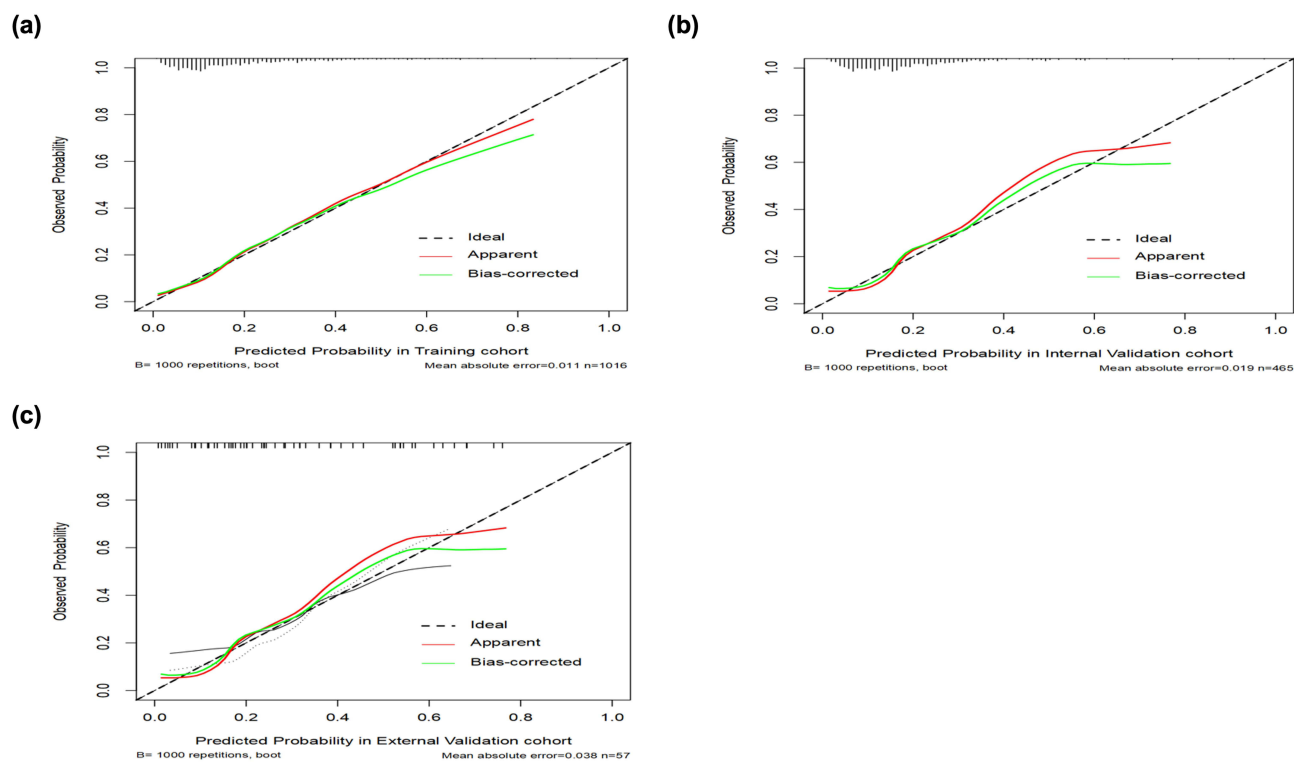 (a)
1.0
0.8
0.6
0.4
0.2
0.0
Observed Probability
Ideal
Apparent
Bias-corrected
0.0 0.2 0.4 0.6 0.8 1.0
Predicted Probability in Training cohort
B= 1000 repetitions, boot Mean absolute error=0.011 n=1016
(b)
1.0
0.8
0.6
0.4
0.2
0.0
Observed Probability
Ideal
Apparent
Bias-corrected
0.0 0.2 0.4 0.6 0.8 1.0
Predicted Probability in Internal Validation cohort
B= 1000 repetitions, boot Mean absolute error=0.019 n=465
(c)
1.0
0.8
0.6
0.4
0.2
0.0
Observed Probability
Ideal
Apparent
Bias-corrected
0.0 0.2 0.4 0.6 0.8 1.0
Predicted Probability in External Validation cohort
B= 1000 repetitions, boot Mean absolute error=0.038 n=57